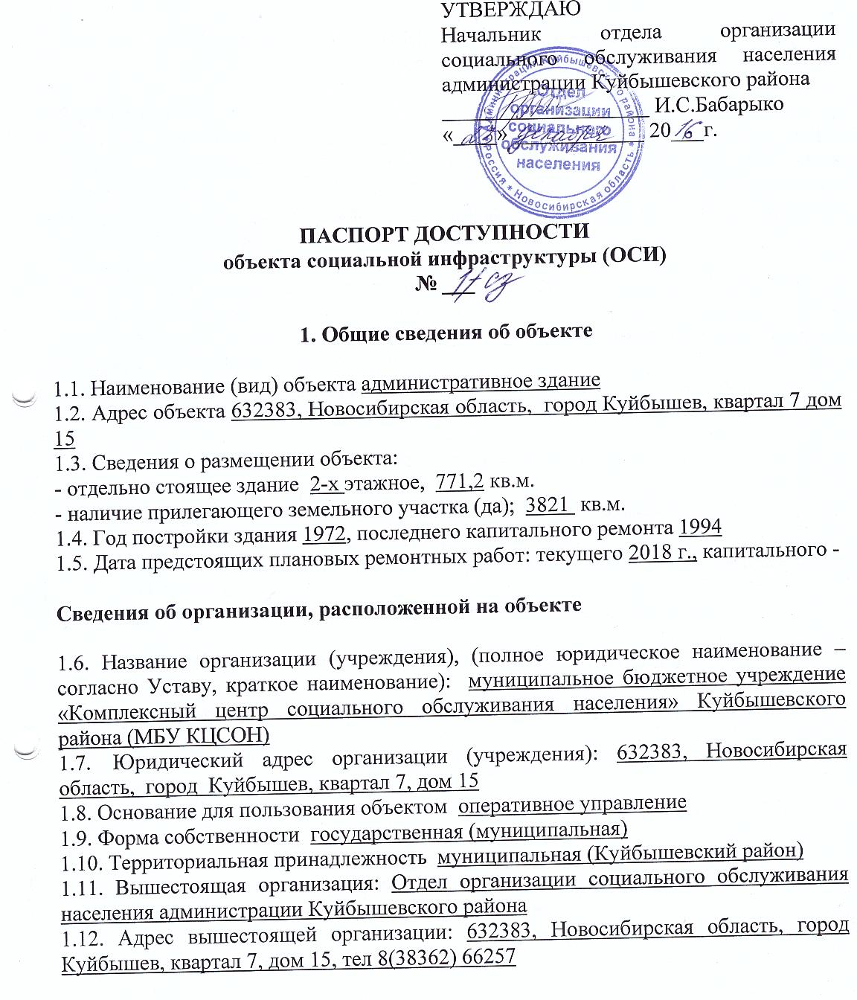 УТВЕРЖДАЮ
Начальник отдела организации
социального обслуживания населения
администрации Куйбышевского района
____________________ И.С.Бабарыко
«____» декабря 2016 г.
Администрация Куйбышевского района * Новосибирская область * Россия *
Отдел
организации
социального
обслуживания
населения
ПАСПОРТ ДОСТУПНОСТИ
объекта социальной инфраструктуры (ОСИ)
№
1. Общие сведения об объекте
1.1. Наименование (вид) объекта административное здание
1.2. Адрес объекта 632383, Новосибирская область, город Куйбышев, квартал 7 дом
15
1.3. Сведения о размещении объекта:
- отдельно стоящее здание 2-х этажное, 771,2 кв.м.
- наличие прилегающего земельного участка (да); 3821 кв.м.
1.4. Год постройки здания 1972, последнего капитального ремонта 1994
1.5. Дата предстоящих плановых ремонтных работ: текущего 2018 г., капитального -
Сведения об организации, расположенной на объекте
1.6. Название организации (учреждения), (полное юридическое наименование –
согласно Уставу, краткое наименование): муниципальное бюджетное учреждение
«Комплексный центр социального обслуживания населения» Куйбышевского
района (МБУ КЦСОН)
1.7. Юридический адрес организации (учреждения): 632383, Новосибирская
область, город Куйбышев, квартал 7, дом 15
1.8. Основание для пользования объектом оперативное управление
1.9. Форма собственности государственная (муниципальная)
1.10. Территориальная принадлежность муниципальная (Куйбышевский район)
1.11. Вышестоящая организация: Отдел организации социального обслуживания
населения администрации Куйбышевского района
1.12. Адрес вышестоящей организации: 632383, Новосибирская область, город
Куйбышев, квартал 7, дом 15, тел 8(38362) 66257